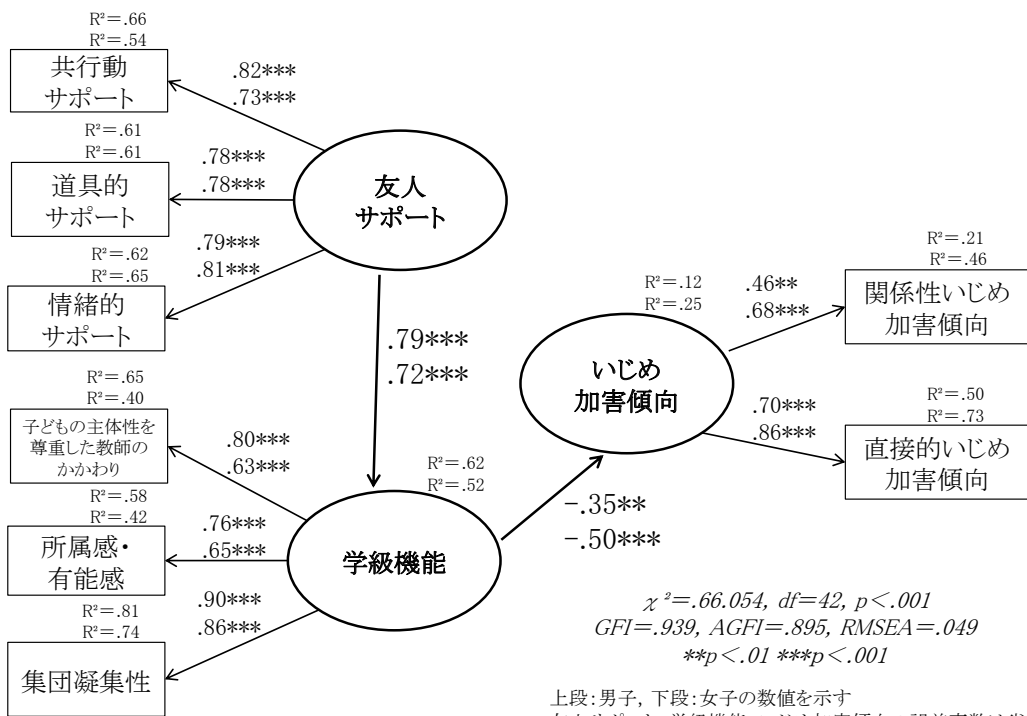 R²=.66
R²=.54
共行動
サポート
.82***
.73***
R²=.61
R²=.61
道具的
サポート
.78***
.78***
友人
サポート
R²=.62
R²=.65
情緒的
サポート
.79***
.81***
.79***
.72***
R²=.65
R²=.40
子どもの主体性を
尊重した教師の
かかわり
.80***
.63***
R²=.58
R²=.42
所属感・
有能感
.76***
.65***
R²=.62
R²=.52
学級機能
R²=.81
R²=.74
集団凝集性
.90***
.86***
-.35**
-.50***
R²=.12
R²=.25
いじめ
加害傾向
.46**
.68***
R²=.21
R²=.46
関係性いじめ
加害傾向
.70***
.86***
R²=.50
R²=.73
直接的いじめ
加害傾向
χ²=.66.054, df=42, p<.001
GFI=.939, AGFI=.895, RMSEA=.049
**p<.01 ***p<.001
上段:男子, 下段:女子の数値を示す